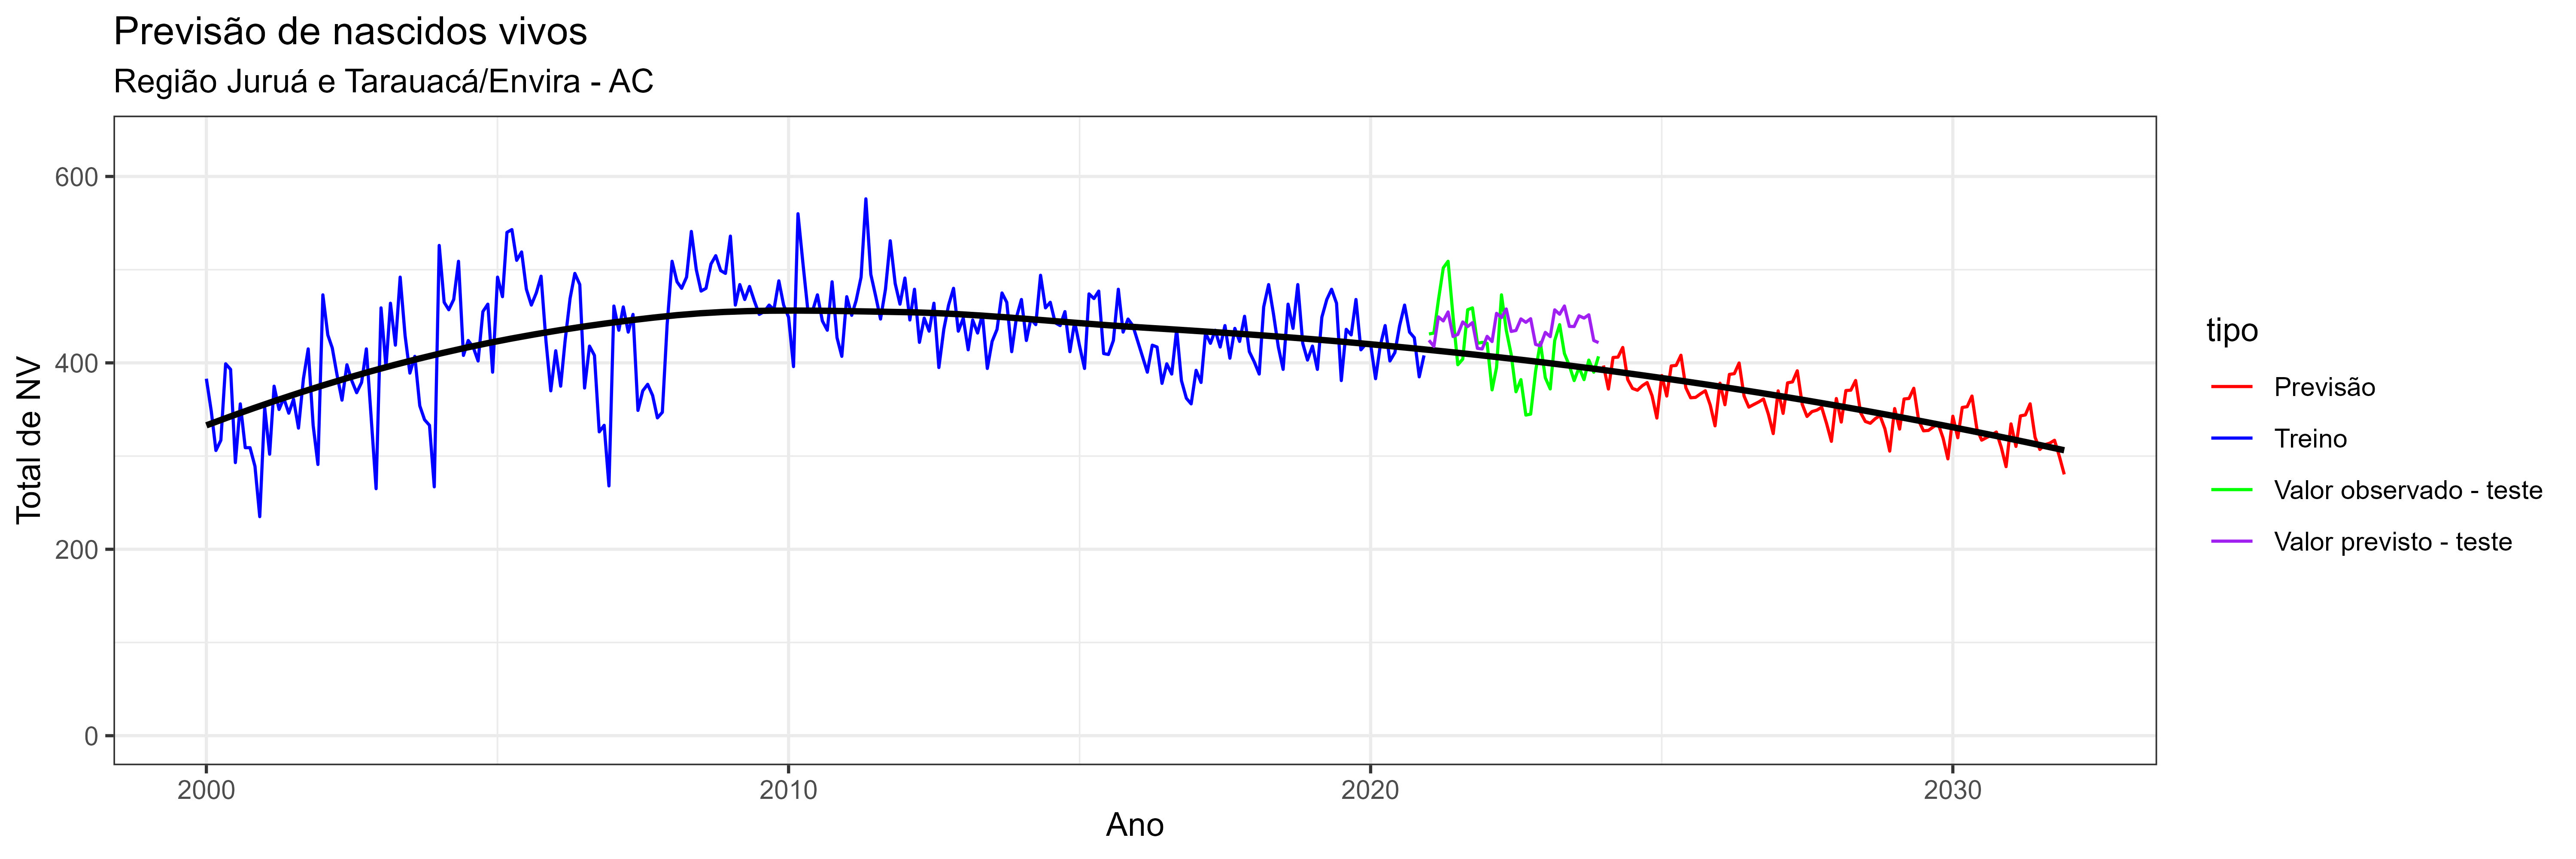 Previsão de nascidos vivos
Região Juruá e Tarauacá/Envira - AC
Total de NV
600
400
200
0
2000
2010
2020
2030
Ano
tipo
Previsão
Treino
Valor observado - teste
Valor previsto - teste